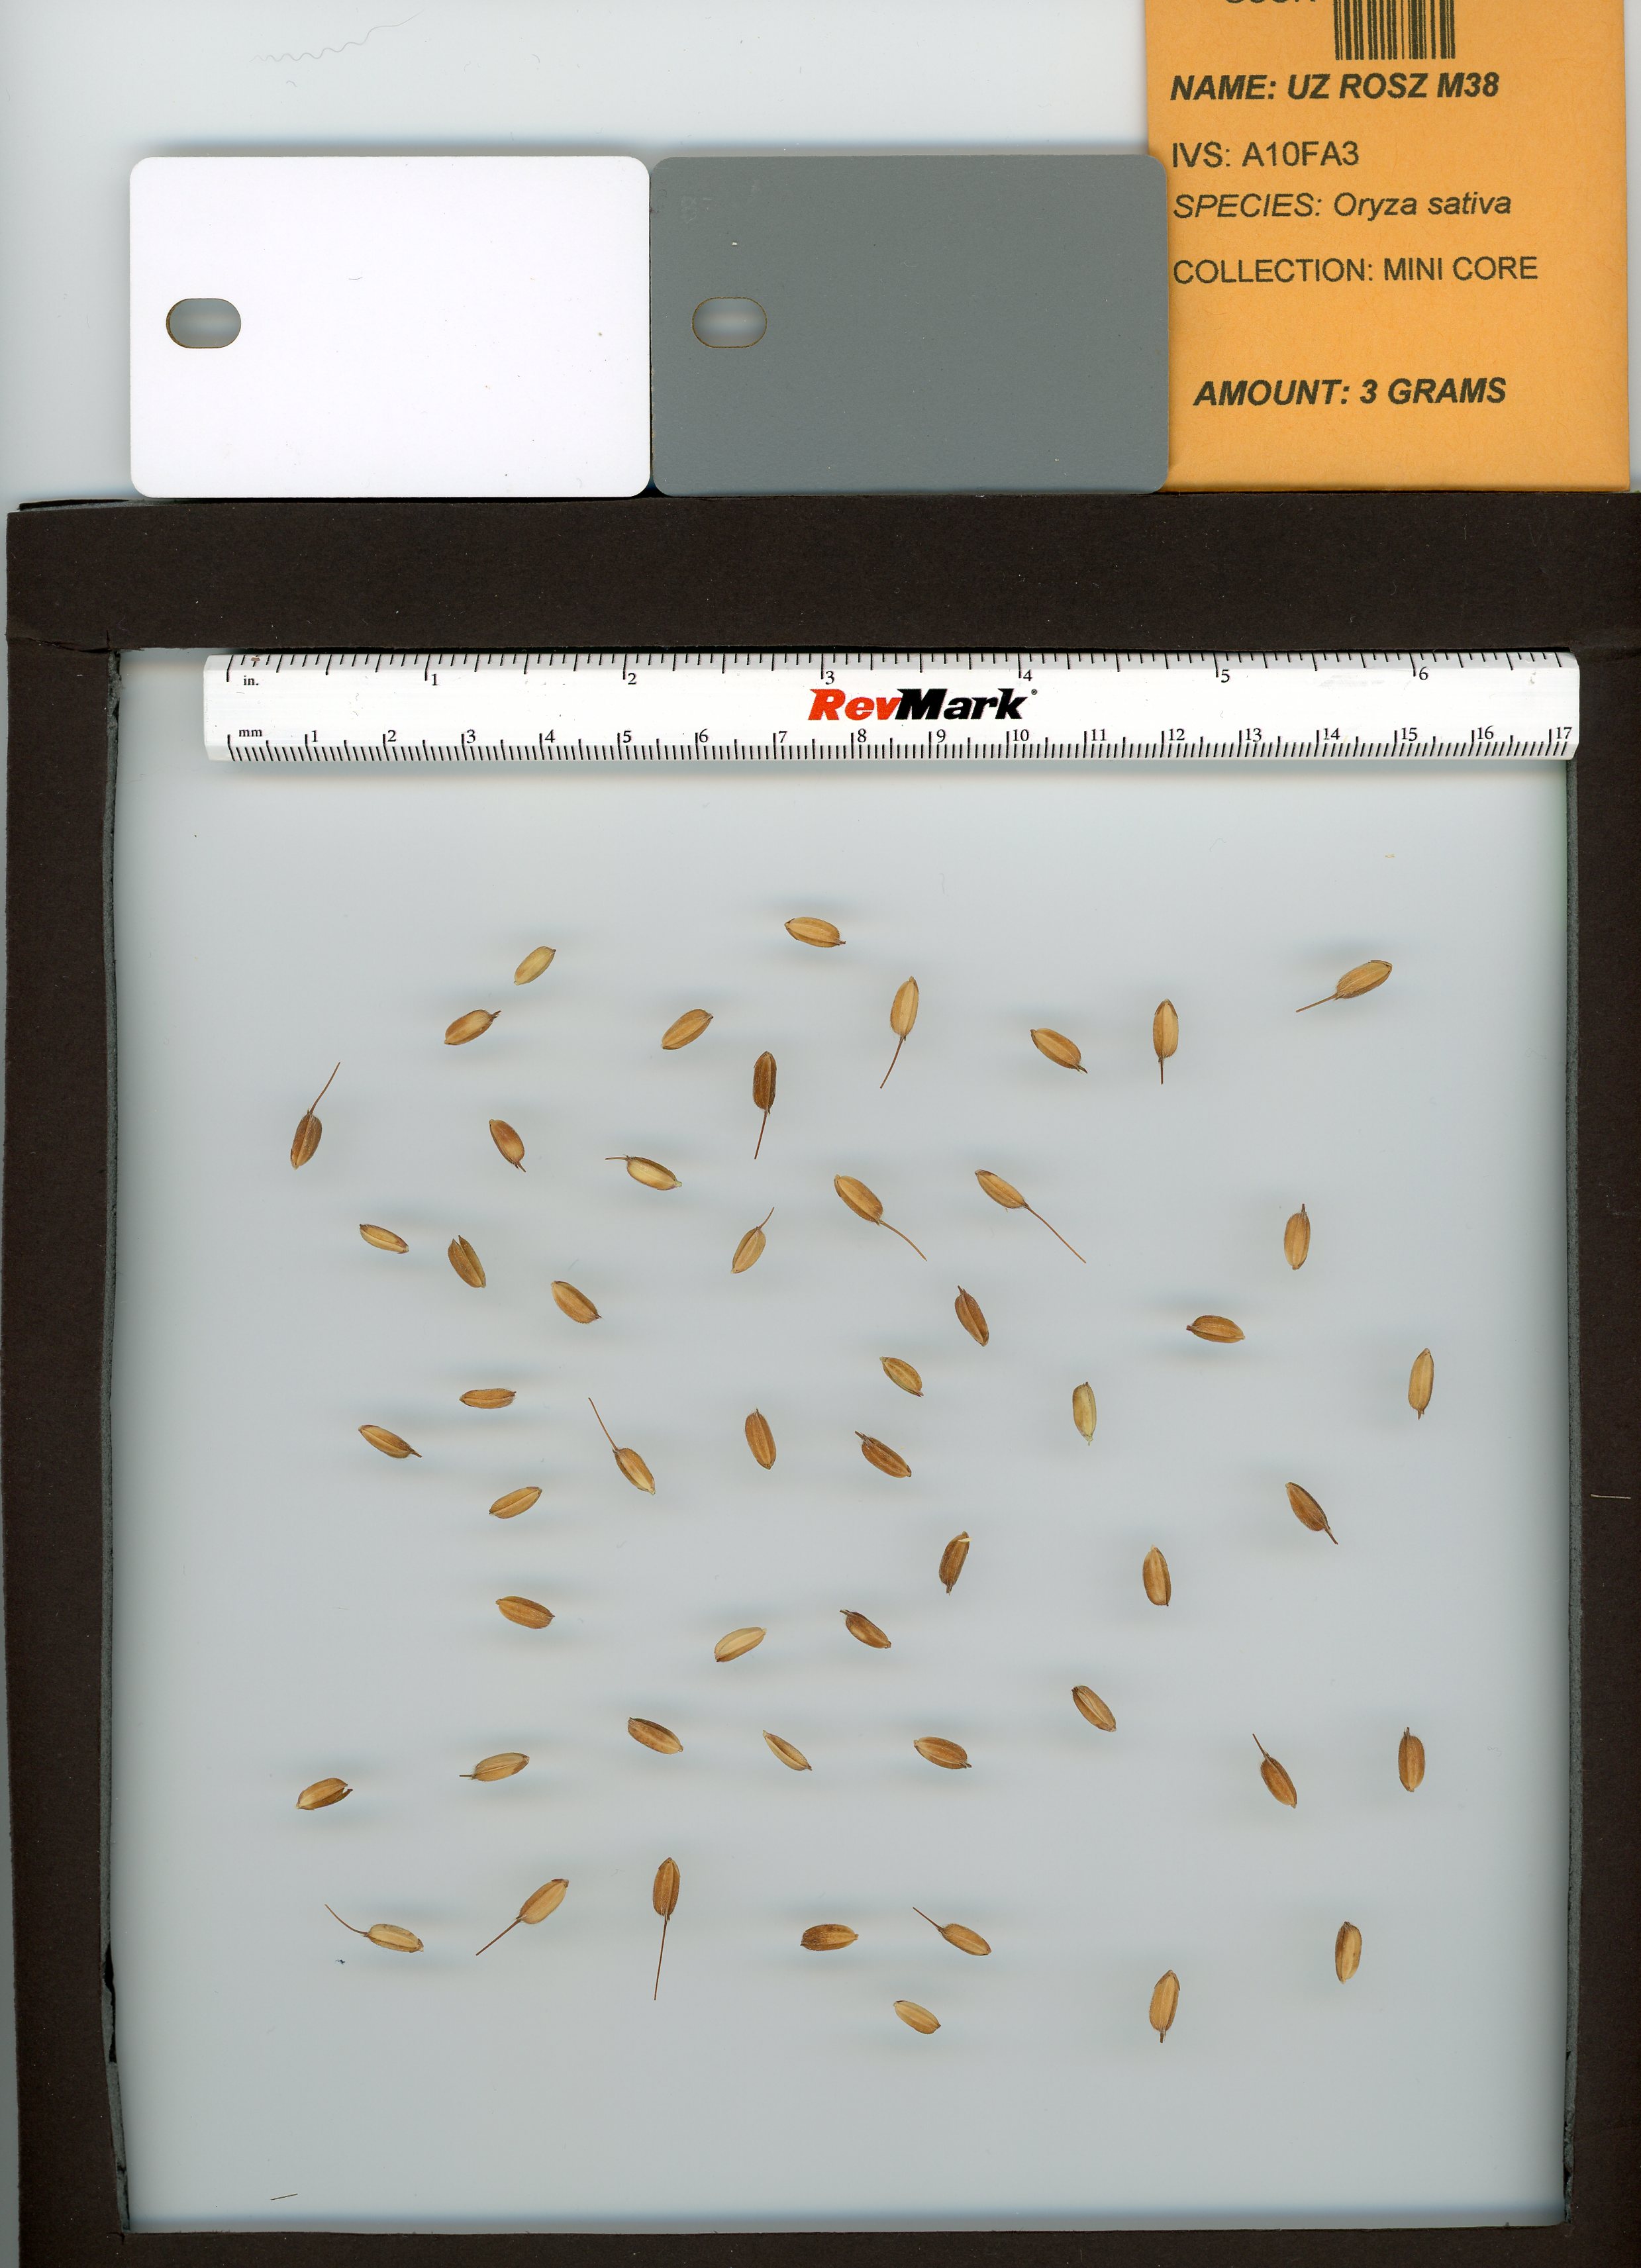 NAME: UZ ROSZ M38
IVS: A10FA3
SPECIES: Oryza sativa
COLLECTION: MINI CORE
AMOUNT: 3 GRAMS
in. 1 2 3 4 5 6
RevMark®
mm 1 2 3 4 5 6 7 8 9 10 11 12 13 14 15 16 17